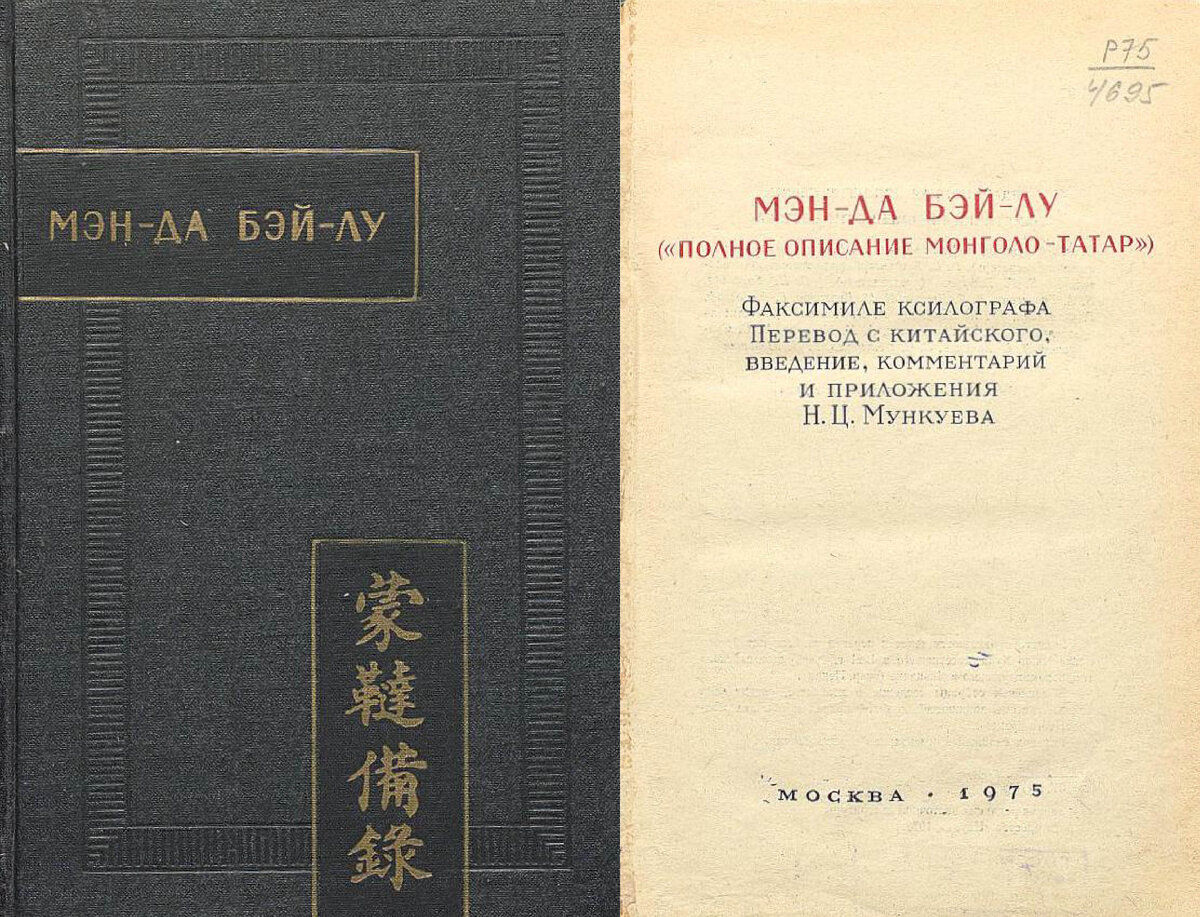 МЭН-ДА БЭЙ-ЛУ
蒙鞑備錄
Р75
4695
МЭН-ДА БЭЙ-ЛУ
(«ПОЛНОЕ ОПИСАНИЕ МОНГОЛО-ТАТАР»)
ФАКСИМИЛЕ КСИЛОГРАФА
ПЕРЕВОД С КИТАЙСКОГО,
ВВЕДЕНИЕ, КОММЕНТАРИЙ
И ПРИЛОЖЕНИЯ
Н. Ц. МУНКУЕВА
МОСКВА · 1975